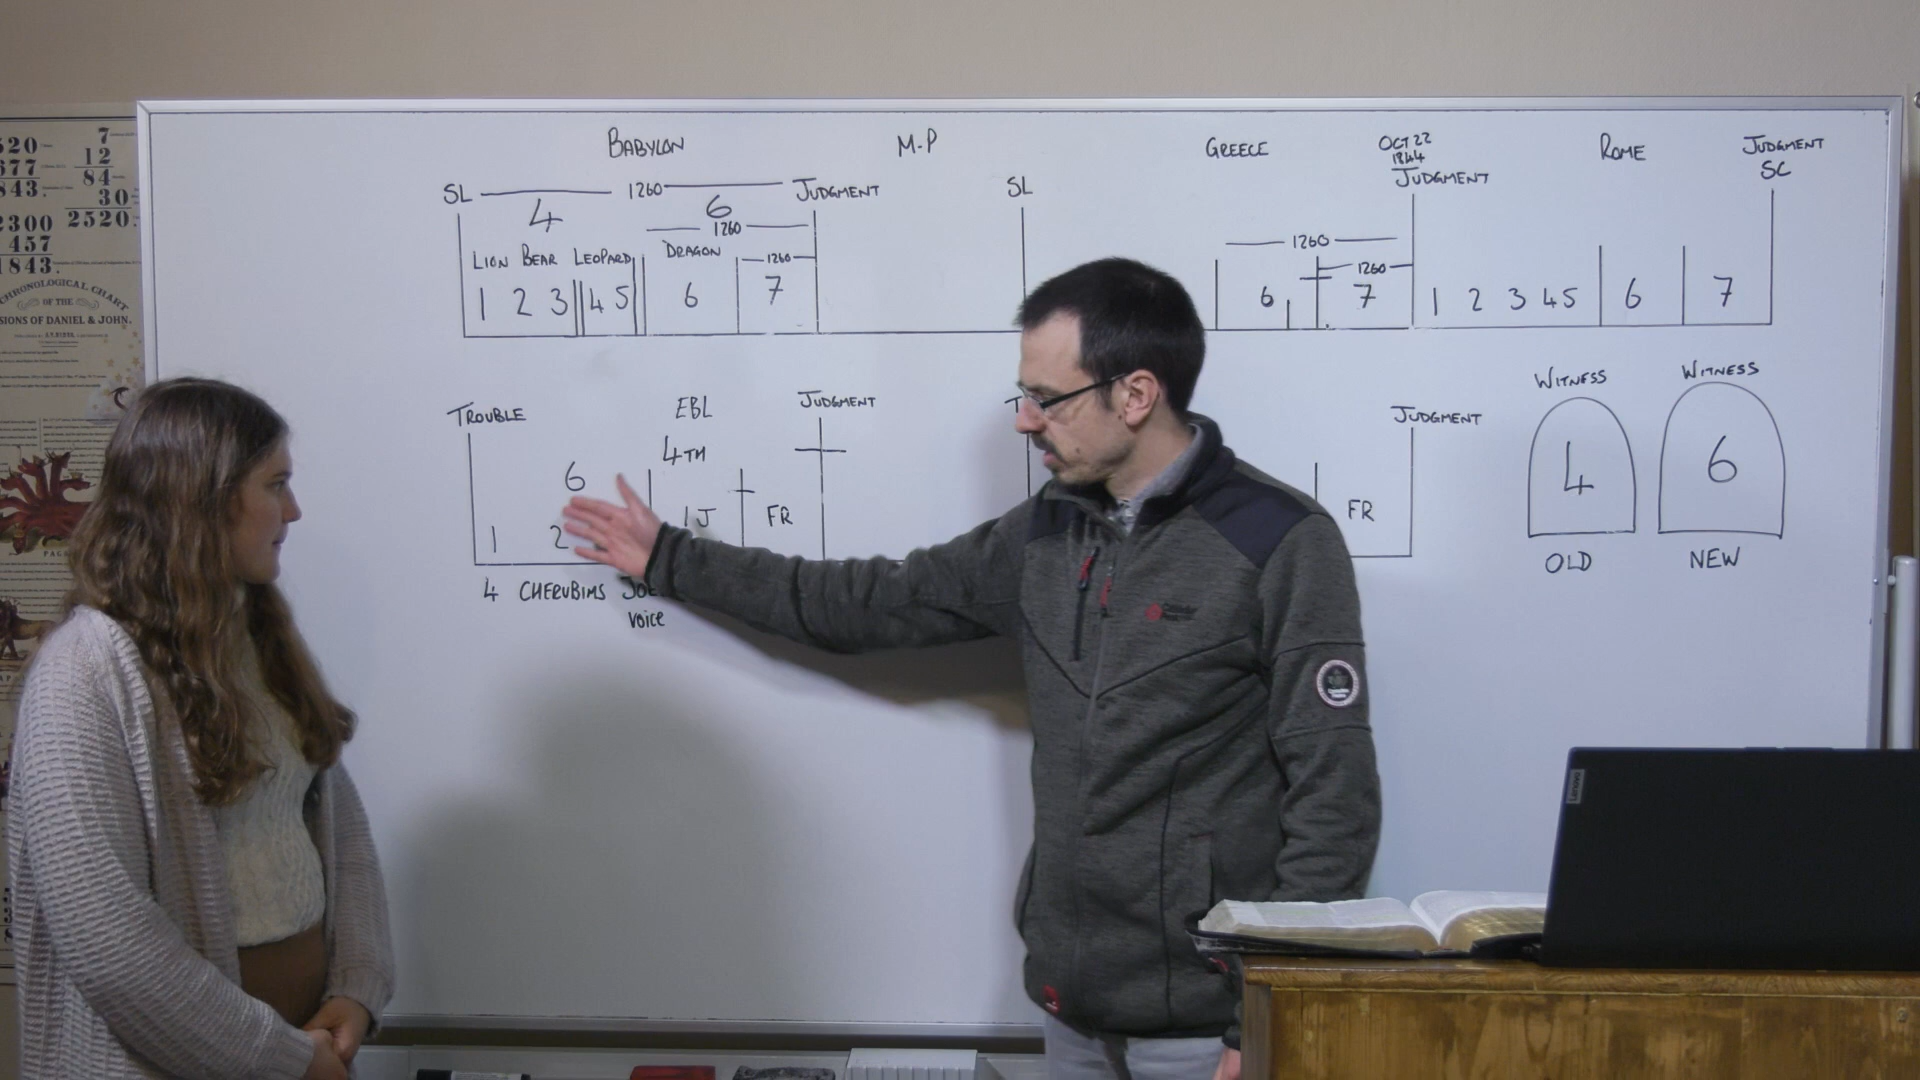 BABYLON M-P GREECE OCT 22 ROME JUDGMENT
1844
SL 1260 JUDGMENT SL JUDGMENT SC
4 6
1260 1260
LION BEAR LEOPARD DRAGON 1260 1260
1 2 3 4 5 6 7 6 7 1 2 3 4 5 6 7
TROUBLE EBL JUDGMENT JUDGMENT WITNESS WITNESS
4TH
6 4 6
1 2 FR FR
OLD NEW
4 CHERUBIMS
voice
7
12
843. 84
30
2300 2520.
457
1843.
CHRONOLOGICAL CHART
OF THE
SIONS OF DANIEL & JOHN.
Lenovo